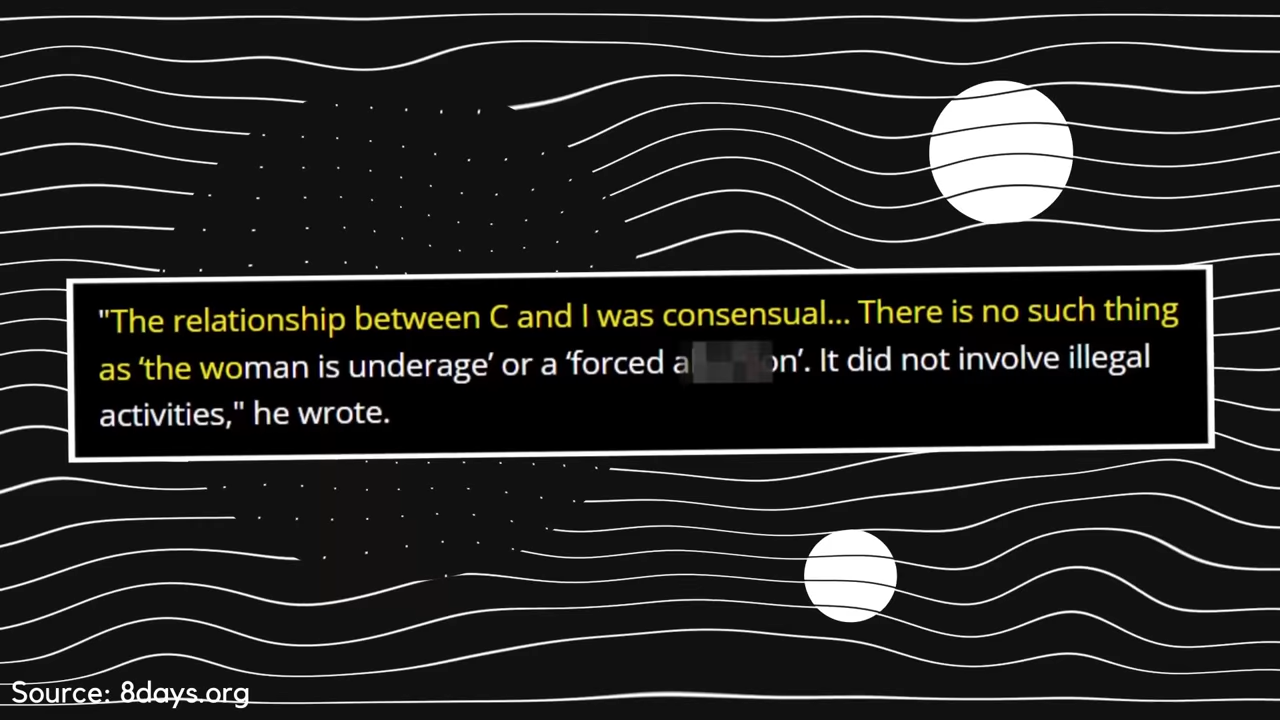 "The relationship between C and I was consensual... There is no such thing
as ‘the woman is underage’ or a ‘forced on’. It did not involve illegal
activities," he wrote.
Source: 8days.org